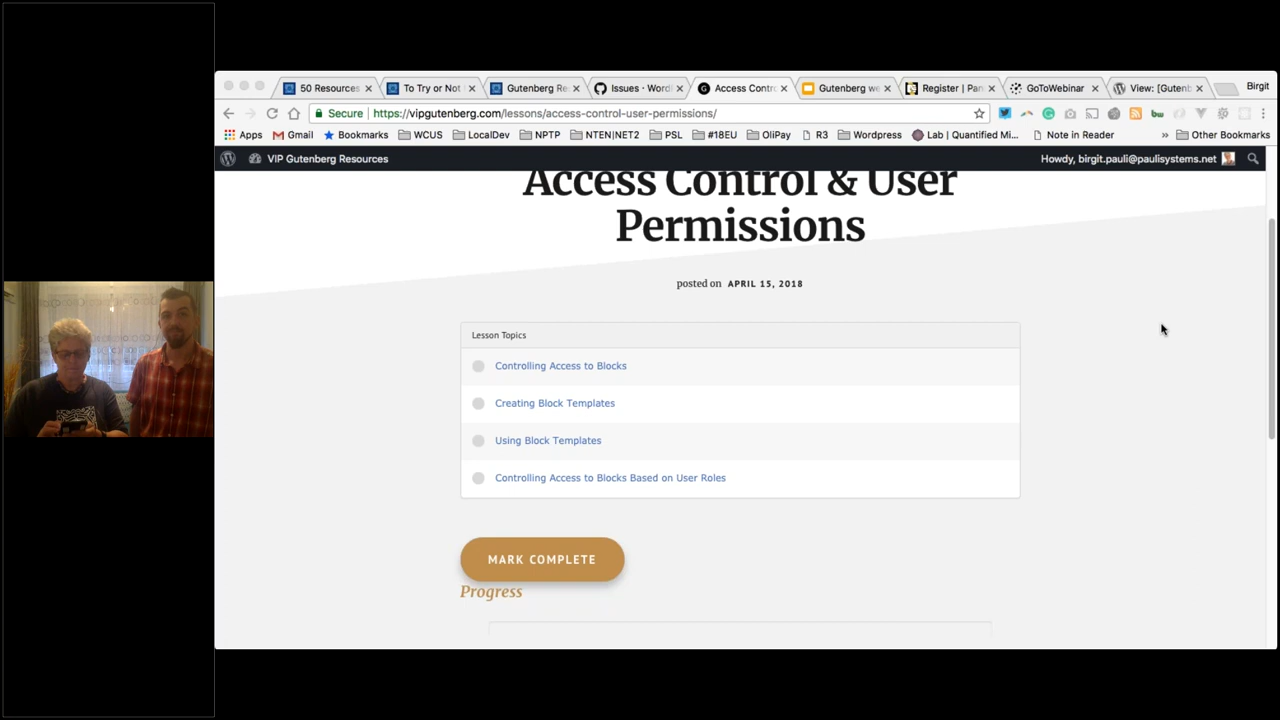 50 Resources
To Try or Not
Gutenberg Re
Issues · Word
Access Contr
Gutenberg we
Register | Pan
GoToWebinar
View: [Gutenb
Birgit
Secure
https://vipgutenberg.com/lessons/access-control-user-permissions/
Apps
Gmail
Bookmarks
WCUS
LocalDev
NPTP
NTEN|NET2
PSL
#18EU
OliPay
R3
Wordpress
Lab | Quantified Mi...
Note in Reader
»
Other Bookmarks
VIP Gutenberg Resources
Howdy, birgit.pauli@paulisystems.net
Access Control & User
Permissions
posted on APRIL 15, 2018
Lesson Topics
Controlling Access to Blocks
Creating Block Templates
Using Block Templates
Controlling Access to Blocks Based on User Roles
MARK COMPLETE
Progress